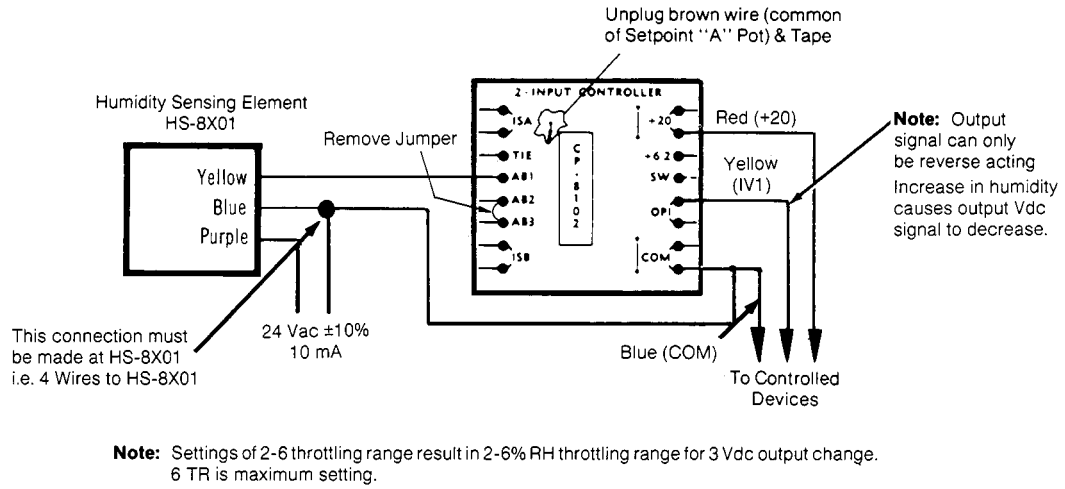 Unplug brown wire (common
of Setpoint "A" Pot) & Tape
Humidity Sensing Element
HS-8X01
Remove Jumper
2-INPUT CONTROLLER
ISA
TIE
AB1
AB2
AB3
ISB
CP-8102
+20
+6.2
SW
OP1
COM
Yellow
Blue
Purple
Red (+20)
Yellow
(IV1)
Note: Output
signal can only
be reverse acting
Increase in humidity
causes output Vdc
signal to decrease.
This connection must
be made at HS-8X01
i.e. 4 Wires to HS-8X01
24 Vac ±10%
10 mA
Blue (COM)
To Controlled
Devices
Note: Settings of 2-6 throttling range result in 2-6% RH throttling range for 3 Vdc output change.
6 TR is maximum setting.